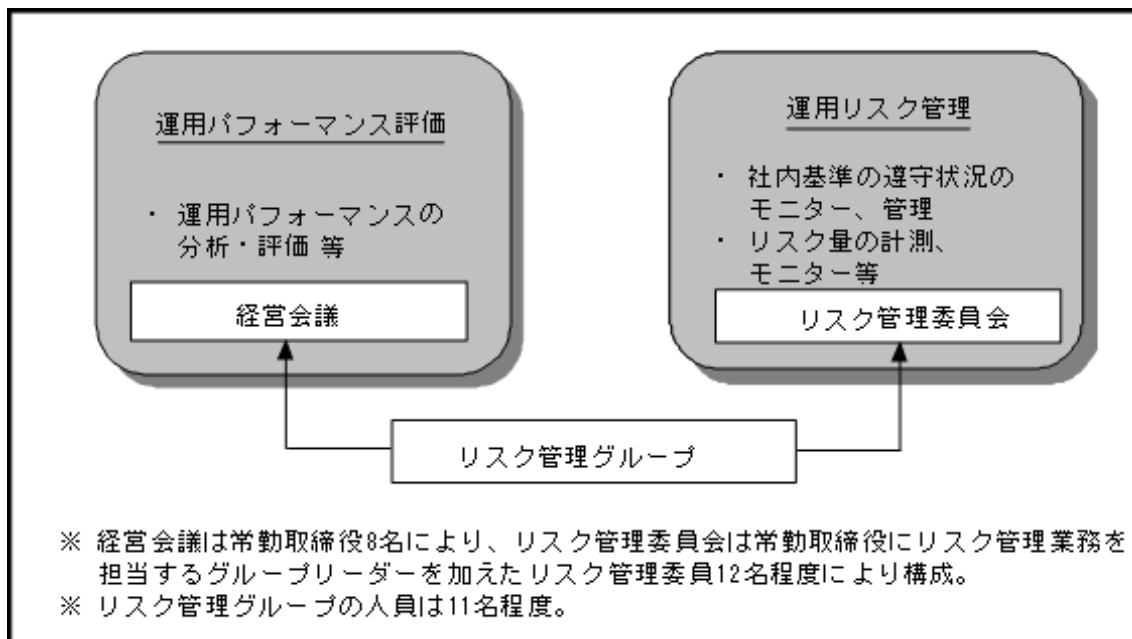 運用パフォーマンス評価
・ 運用パフォーマンスの
分析・評価 等
経営会議
運用リスク管理
・ 社内基準の遵守状況の
モニター、管理
・ リスク量の計測、
モニター等
リスク管理委員会
リスク管理グループ
※ 経営会議は常勤取締役8名により、リスク管理委員会は常勤取締役にリスク管理業務を
担当するグループリーダーを加えたリスク管理委員12名程度により構成。
※ リスク管理グループの人員は11名程度。